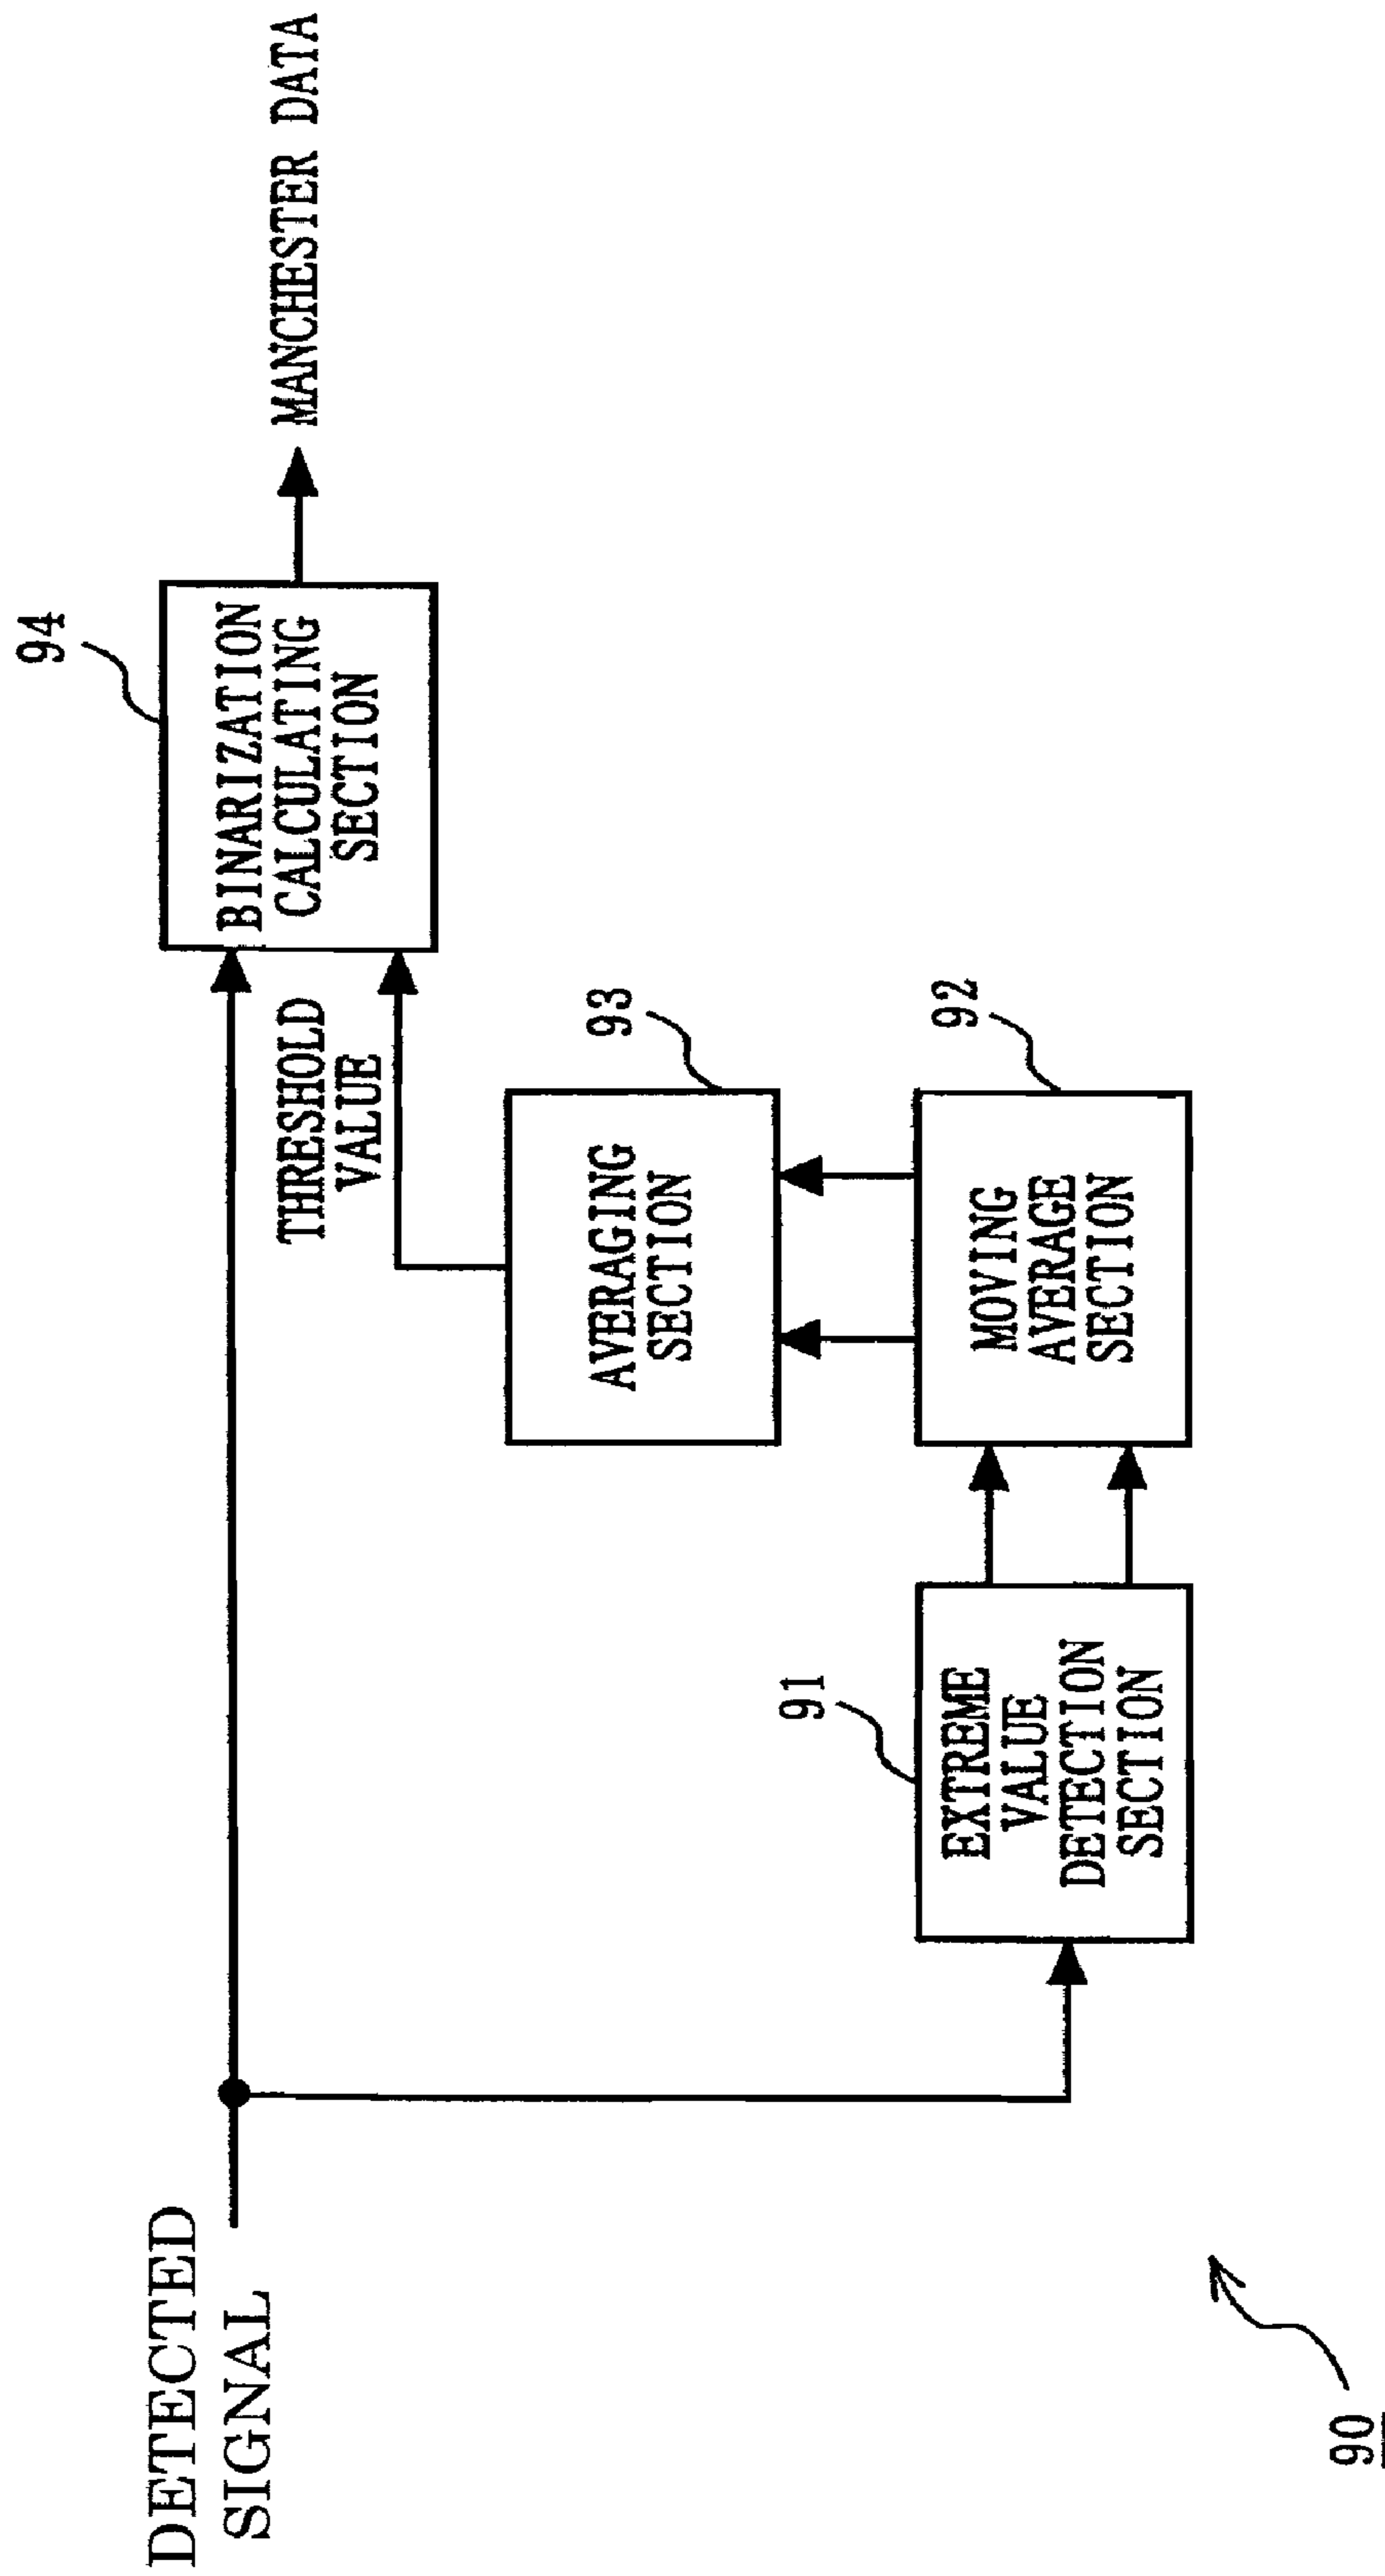 DETECTED
SIGNAL
94
BINARIZATION
CALCULATING
SECTION
MANCHESTER DATA
THRESHOLD
VALUE
93
AVERAGING
SECTION
91
EXTREME
VALUE
DETECTION
SECTION
92
MOVING
AVERAGE
SECTION
90